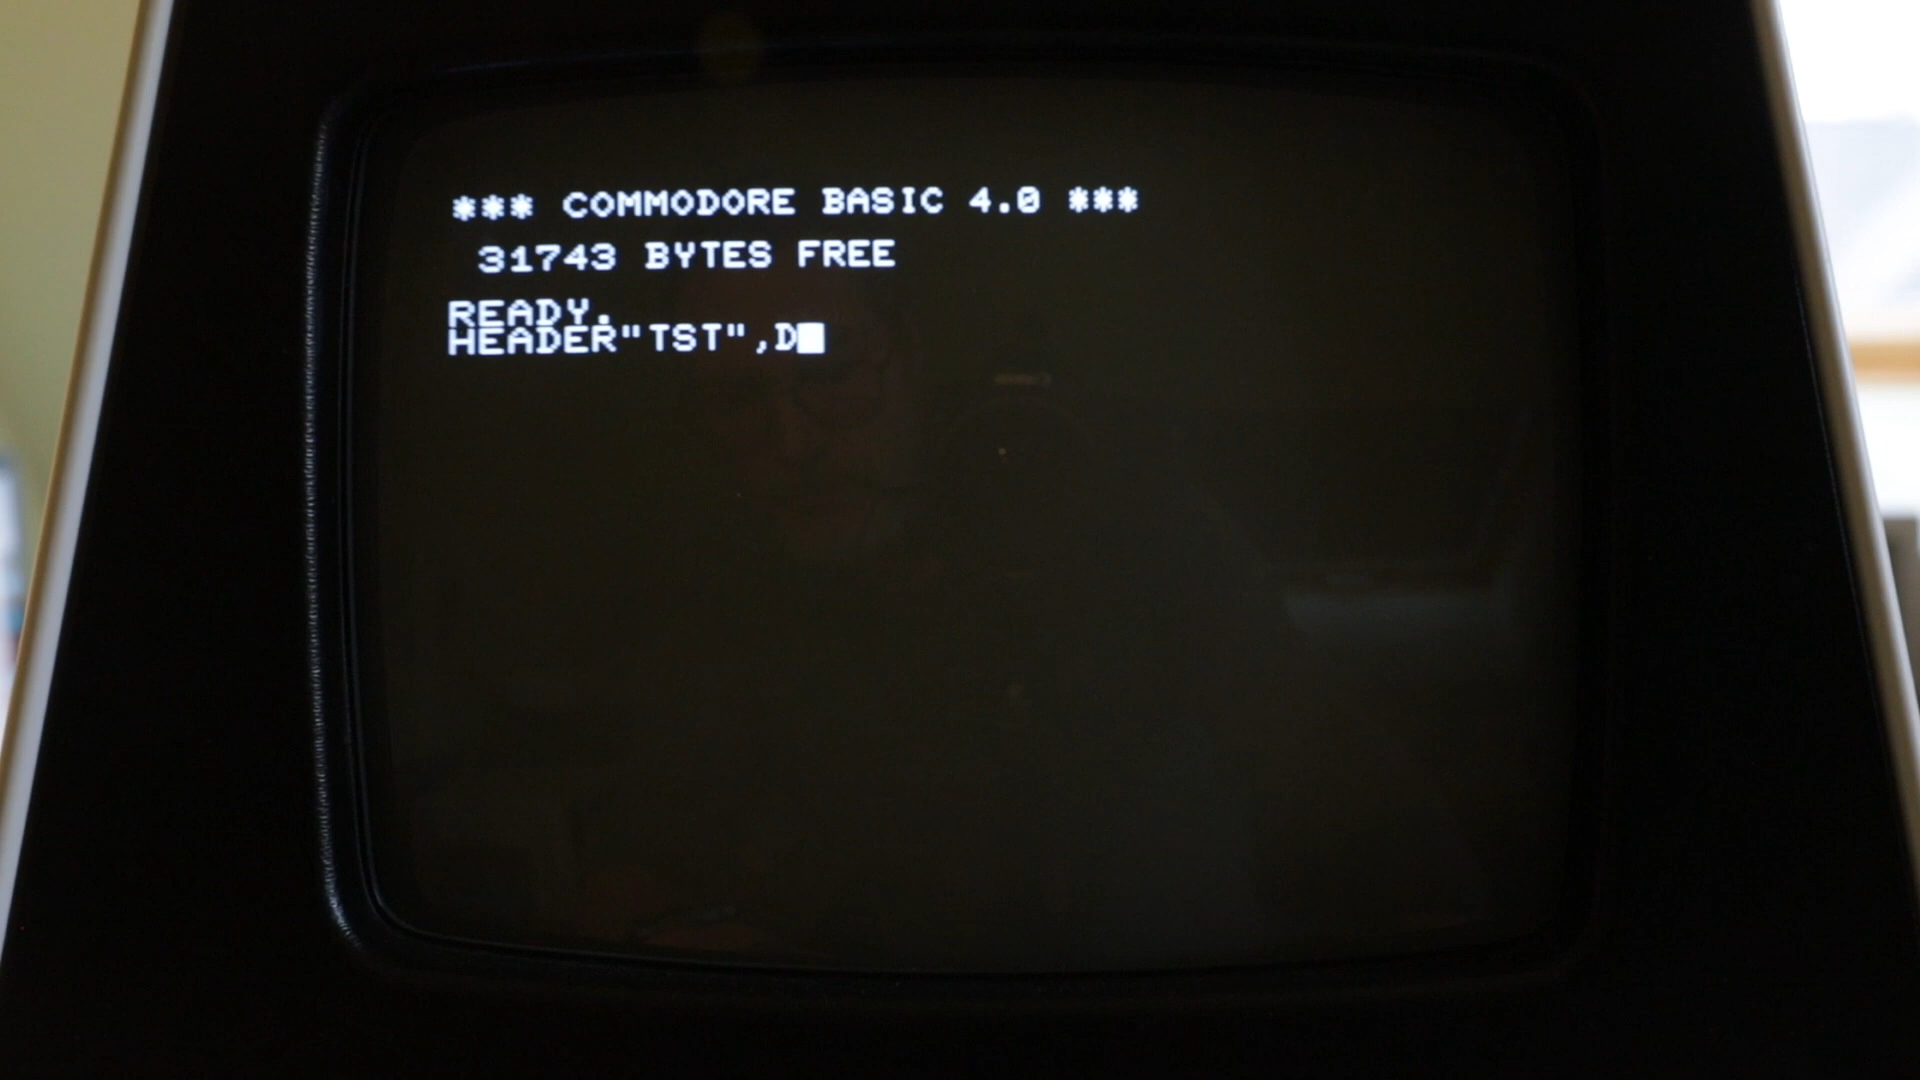 *** COMMODORE BASIC 4.0 ***
31743 BYTES FREE
READY.
HEADER"TST",D